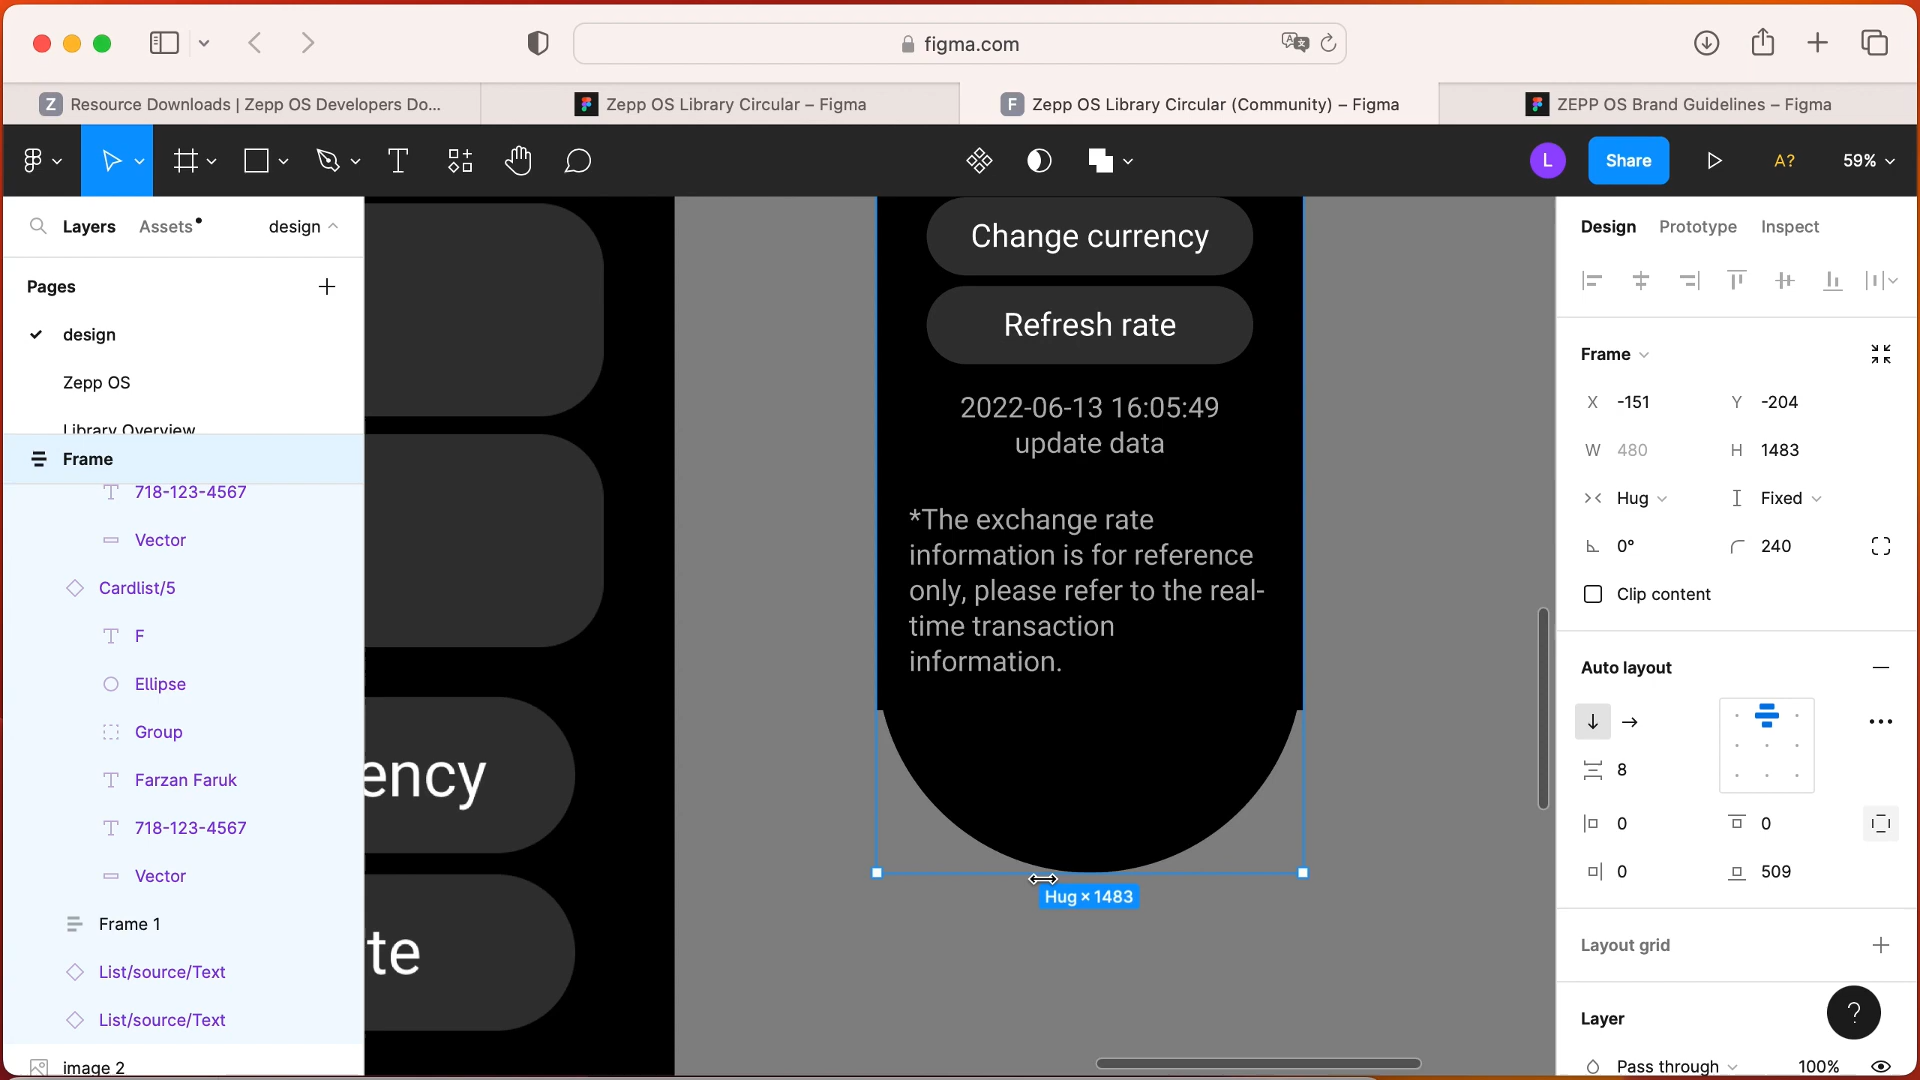 figma.com
Z Resource Downloads | Zepp OS Developers Do...
Zepp OS Library Circular – Figma
F Zepp OS Library Circular (Community) – Figma
ZEPP OS Brand Guidelines – Figma
L
Share
A?
59%
Layers
Assets
design
Pages
design
Zepp OS
Library Overview
Frame
718-123-4567
Vector
Cardlist/5
F
Ellipse
Group
Farzan Faruk
718-123-4567
Vector
Frame 1
List/source/Text
List/source/Text
image 2
ency
te
Change currency
Refresh rate
2022-06-13 16:05:49
update data
*The exchange rate
information is for reference
only, please refer to the real-
time transaction
information.
Hug × 1483
Design
Prototype
Inspect
Frame
X -151
Y -204
W 480
H 1483
Hug
Fixed
0°
240
Clip content
Auto layout
8
0
0
0
509
Layout grid
Layer
?
Pass through
100%